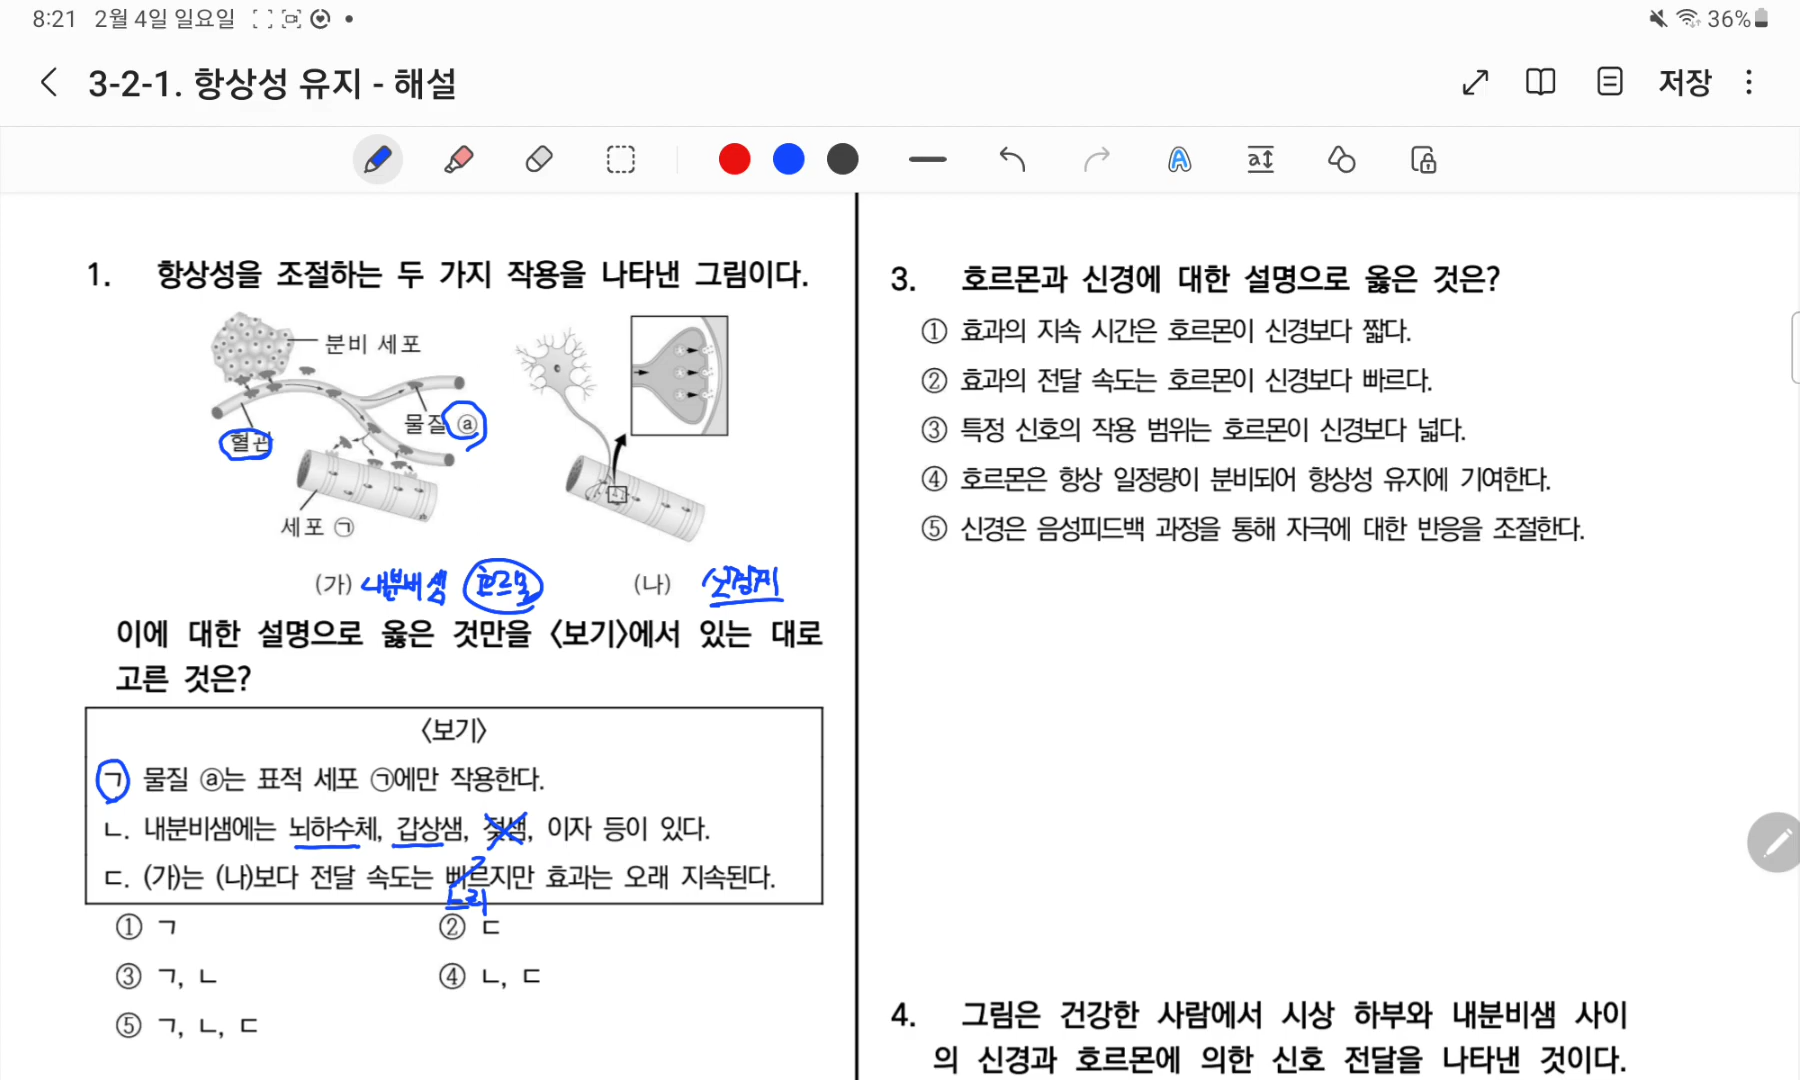 8:21 2월 4일 일요일
36%
3-2-1. 항상성 유지 - 해설
저장
1. 항상성을 조절하는 두 가지 작용을 나타낸 그림이다.
분비 세포
물질 ⓐ
혈관
세포 ㉠
(가) 내분비샘 호르몬
(나)
이에 대한 설명으로 옳은 것만을 <보기>에서 있는 대로
고른 것은?
<보기>
ㄱ 물질 ⓐ는 표적 세포 ㉠에만 작용한다.
ㄴ. 내분비샘에는 뇌하수체, 갑상샘, 젖샘, 이자 등이 있다.
ㄷ. (가)는 (나)보다 전달 속도는 빠르지만 효과는 오래 지속된다.
느리
① ㄱ
② ㄷ
③ ㄱ, ㄴ
④ ㄴ, ㄷ
⑤ ㄱ, ㄴ, ㄷ
3. 호르몬과 신경에 대한 설명으로 옳은 것은?
① 효과의 지속 시간은 호르몬이 신경보다 짧다.
② 효과의 전달 속도는 호르몬이 신경보다 빠르다.
③ 특정 신호의 작용 범위는 호르몬이 신경보다 넓다.
④ 호르몬은 항상 일정량이 분비되어 항상성 유지에 기여한다.
⑤ 신경은 음성피드백 과정을 통해 자극에 대한 반응을 조절한다.
4. 그림은 건강한 사람에서 시상 하부와 내분비샘 사이
의 신경과 호르몬에 의한 신호 전달을 나타낸 것이다.